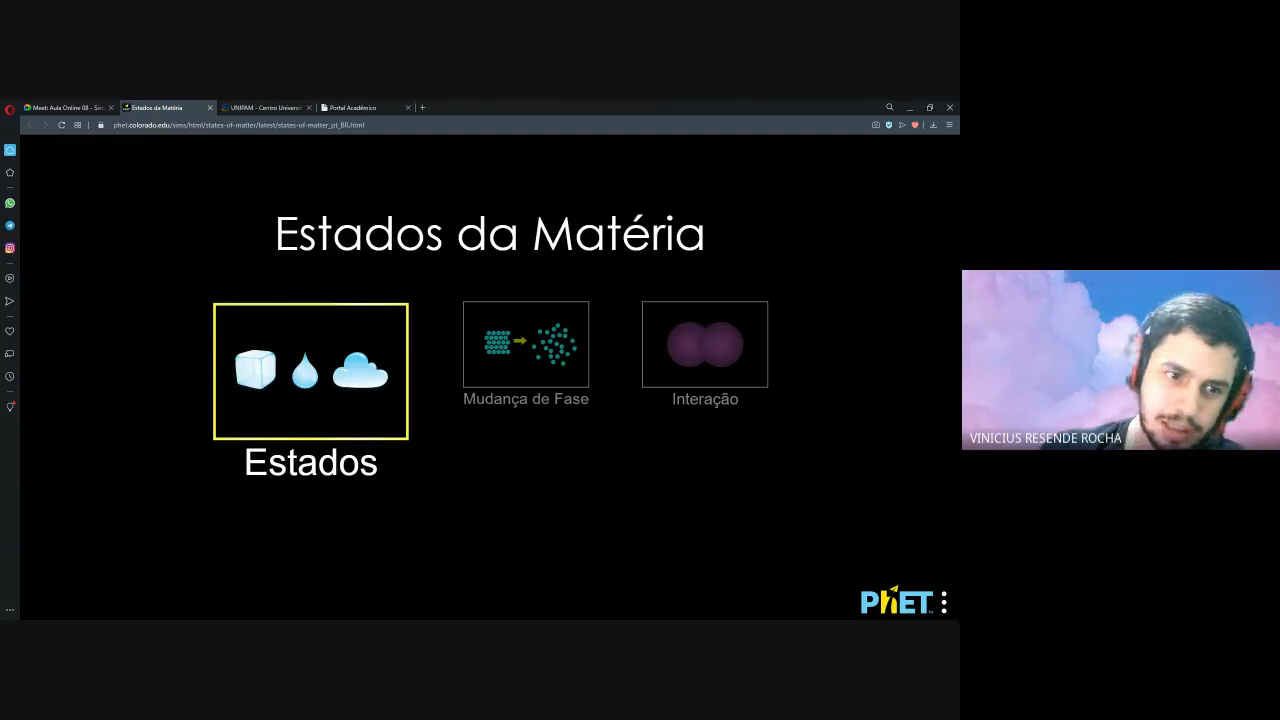 Meet: Aula Online 08 - Sist
Estados da Matéria
UNIPAM - Centro Universit
Portal Acadêmico
phet.colorado.edu/sims/html/states-of-matter/latest/states-of-matter_pt_BR.html
Estados da Matéria
Mudança de Fase
Interação
Estados
VINICIUS RESENDE ROCHA
PhET